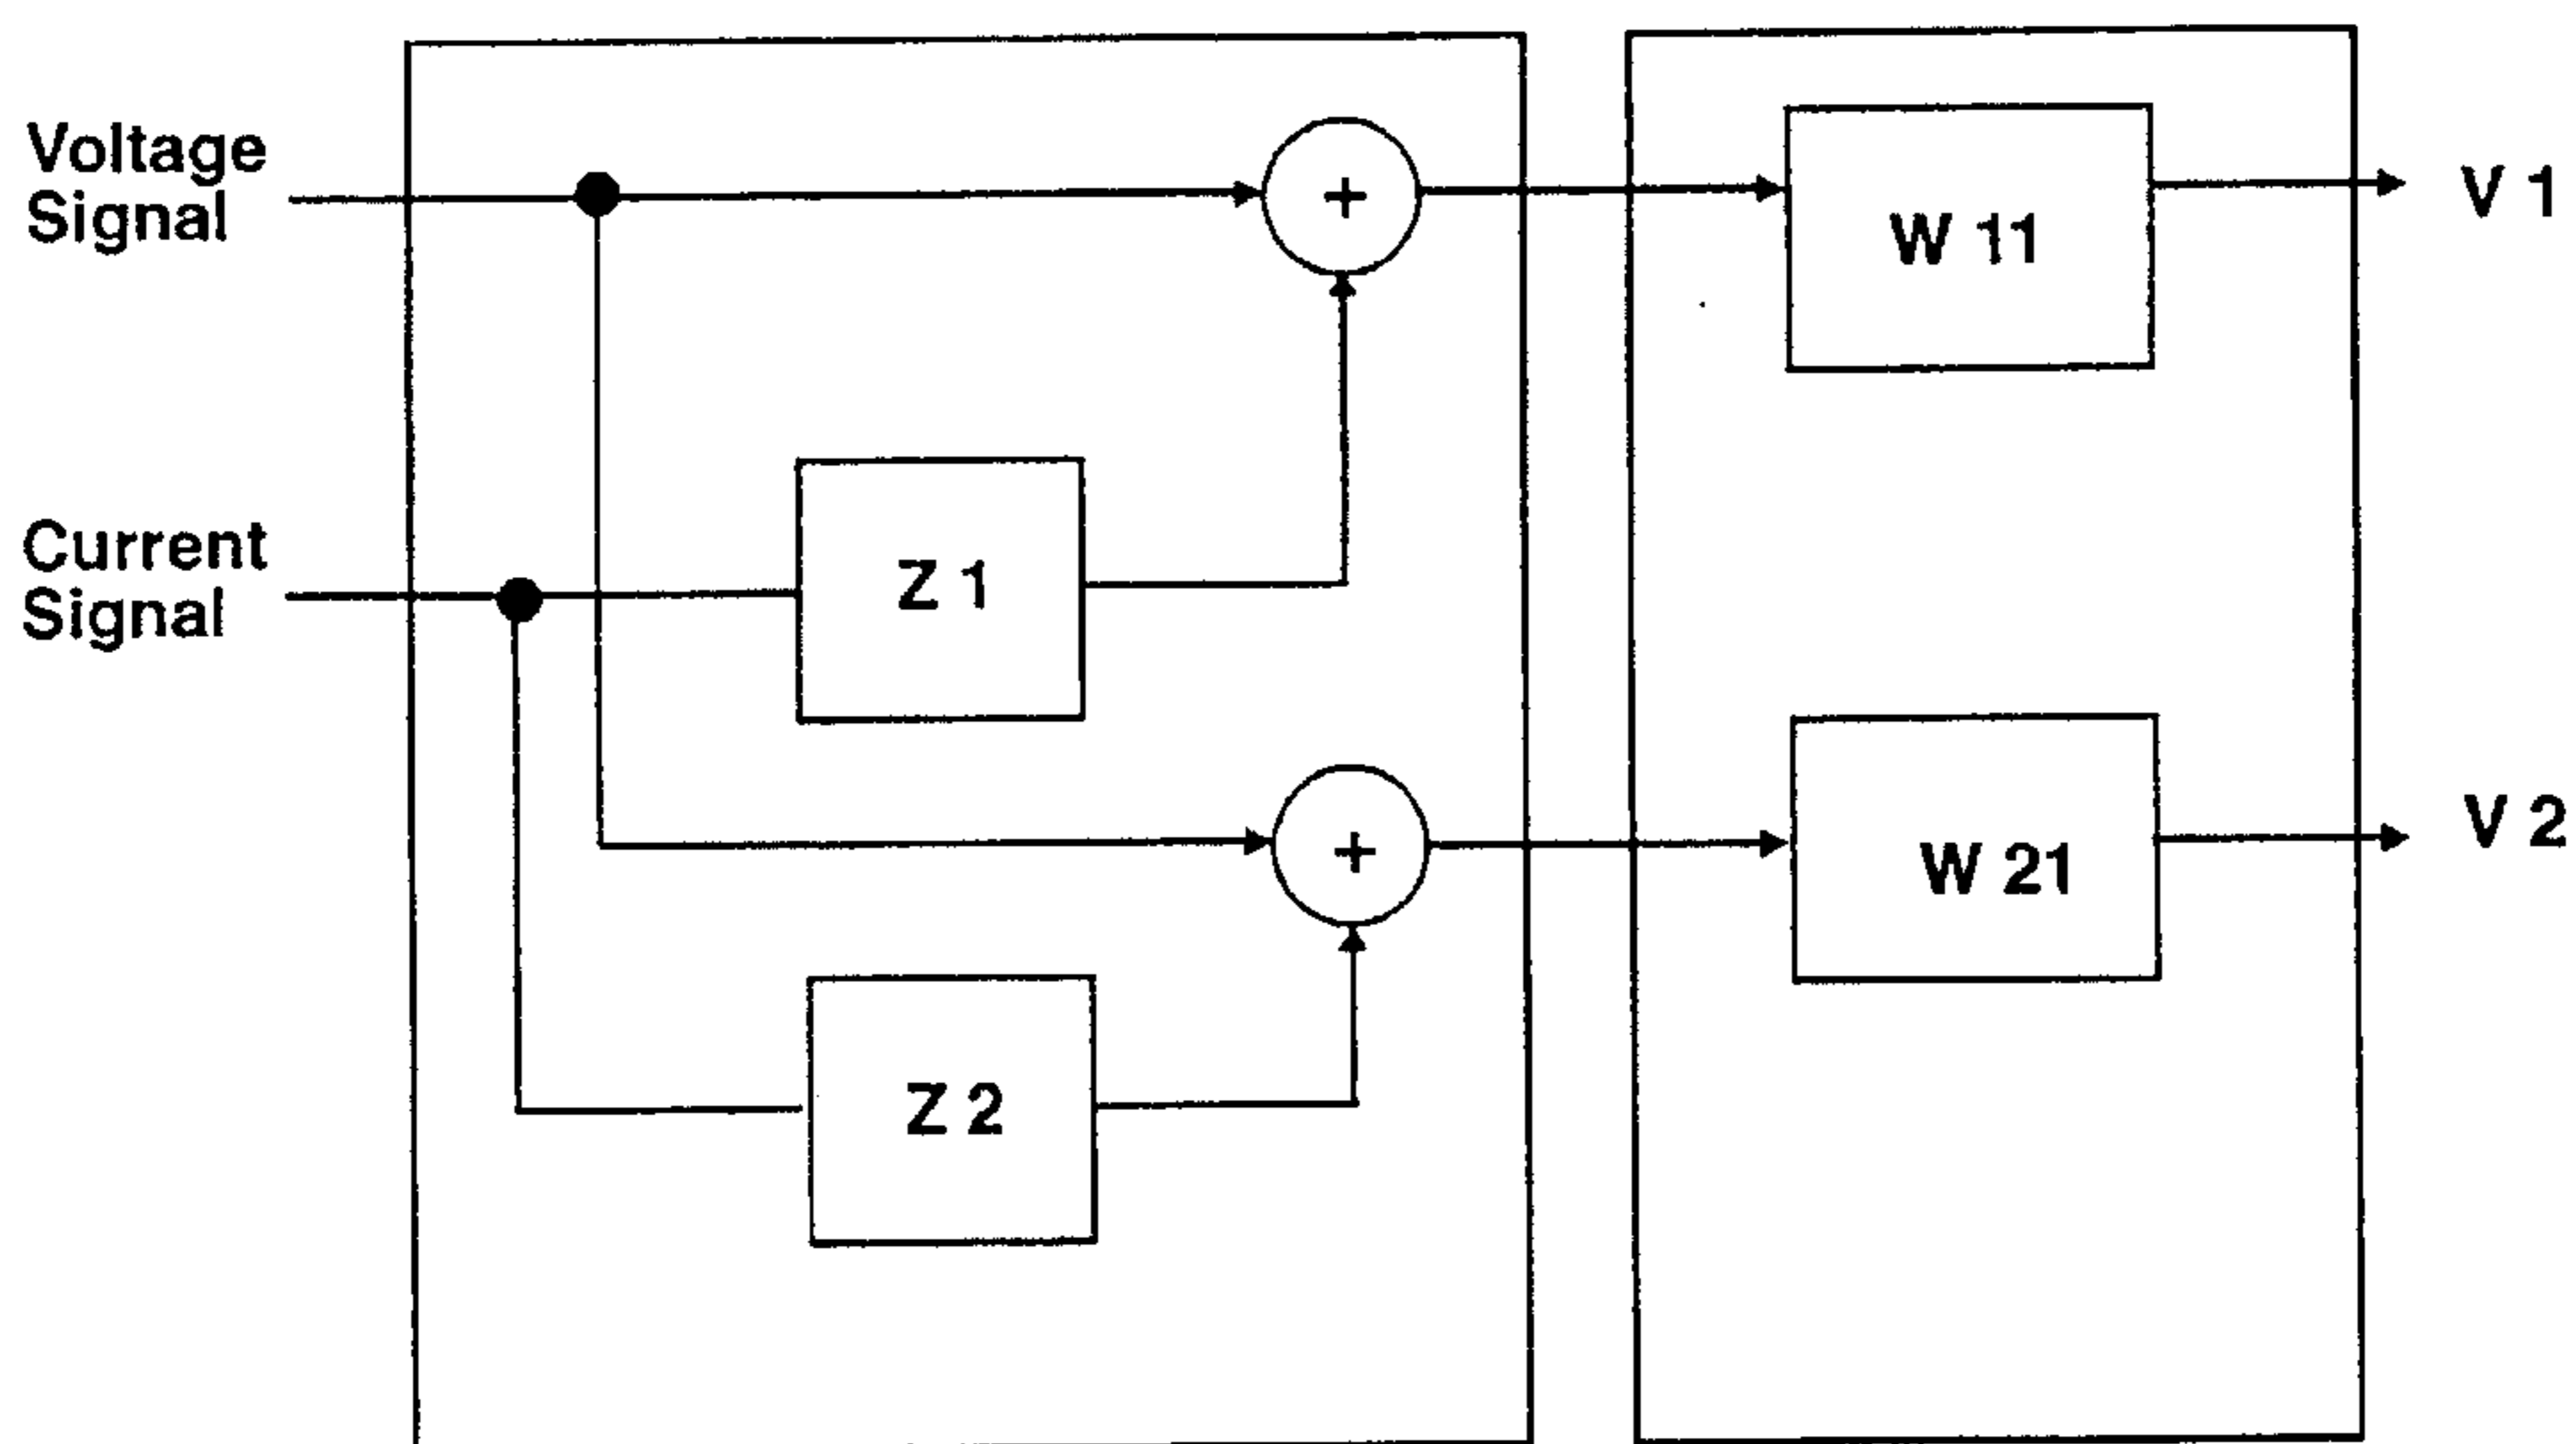 Voltage
Signal
+
W 11
V 1
Current
Signal
Z 1
+
W 21
V 2
Z 2